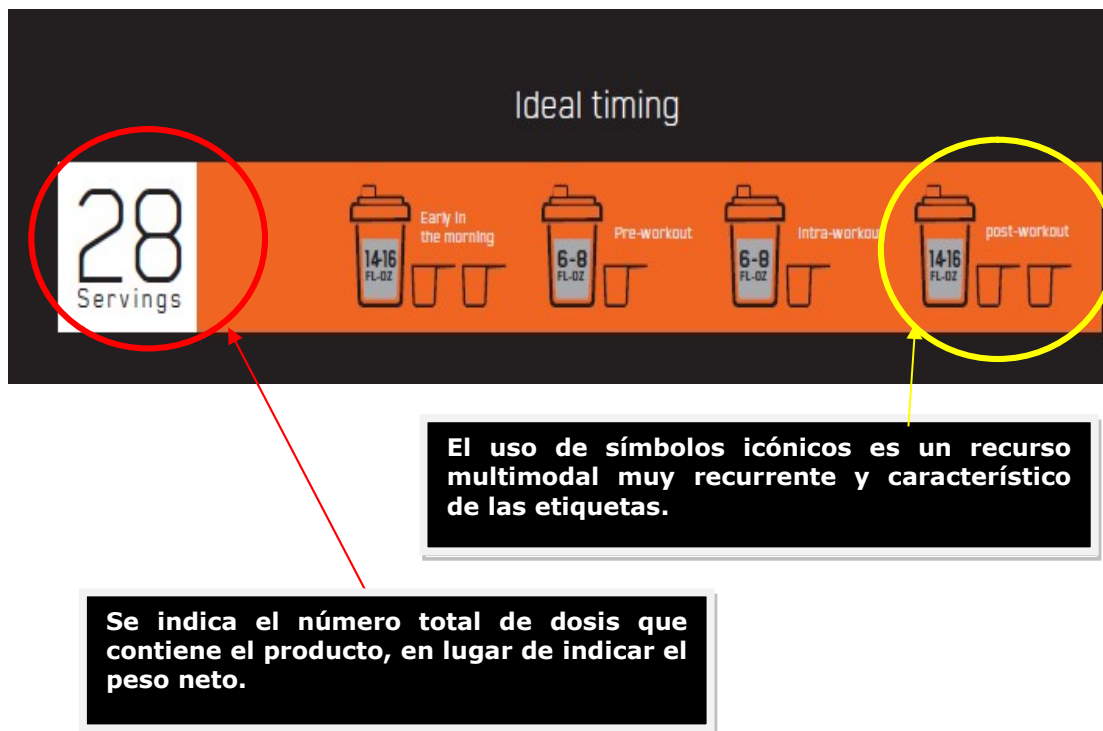 Ideal timing
28
Servings
Early in
the morning
14-16
FL-OZ
Pre-workout
6-8
FL-OZ
Intra-workou
6-8
FL-OZ
post-workout
14-16
FL-OZ
El uso de símbolos icónicos es un recurso
multimodal muy recurrente y característico
de las etiquetas.
Se indica el número total de dosis que
contiene el producto, en lugar de indicar el
peso neto.